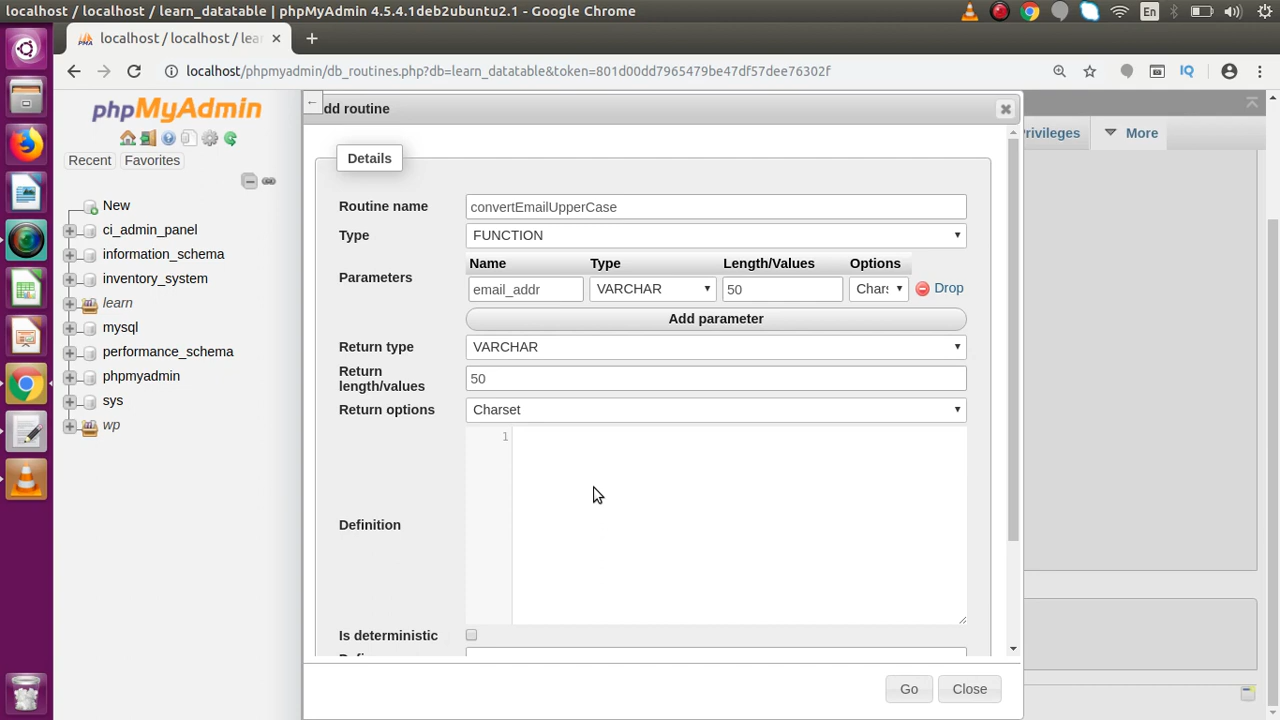 localhost / localhost / learn_datatable | phpMyAdmin 4.5.4.1deb2ubuntu2.1 - Google Chrome
En
localhost / localhost / lea
localhost/phpmyadmin/db_routines.php?db=learn_datatable&token=801d00dd7965479be47df57dee76302f
IQ
phpMyAdmin
Recent
Favorites
New
ci_admin_panel
information_schema
inventory_system
learn
mysql
performance_schema
phpmyadmin
sys
wp
dd routine
rivileges
More
Details
Routine name
convertEmailUpperCase
Type
FUNCTION
Parameters
Name Type Length/Values Options
email_addr VARCHAR 50 Chars Drop
Add parameter
Return type
VARCHAR
Return
length/values
50
Return options
Charset
1
Definition
Is deterministic
Go
Close